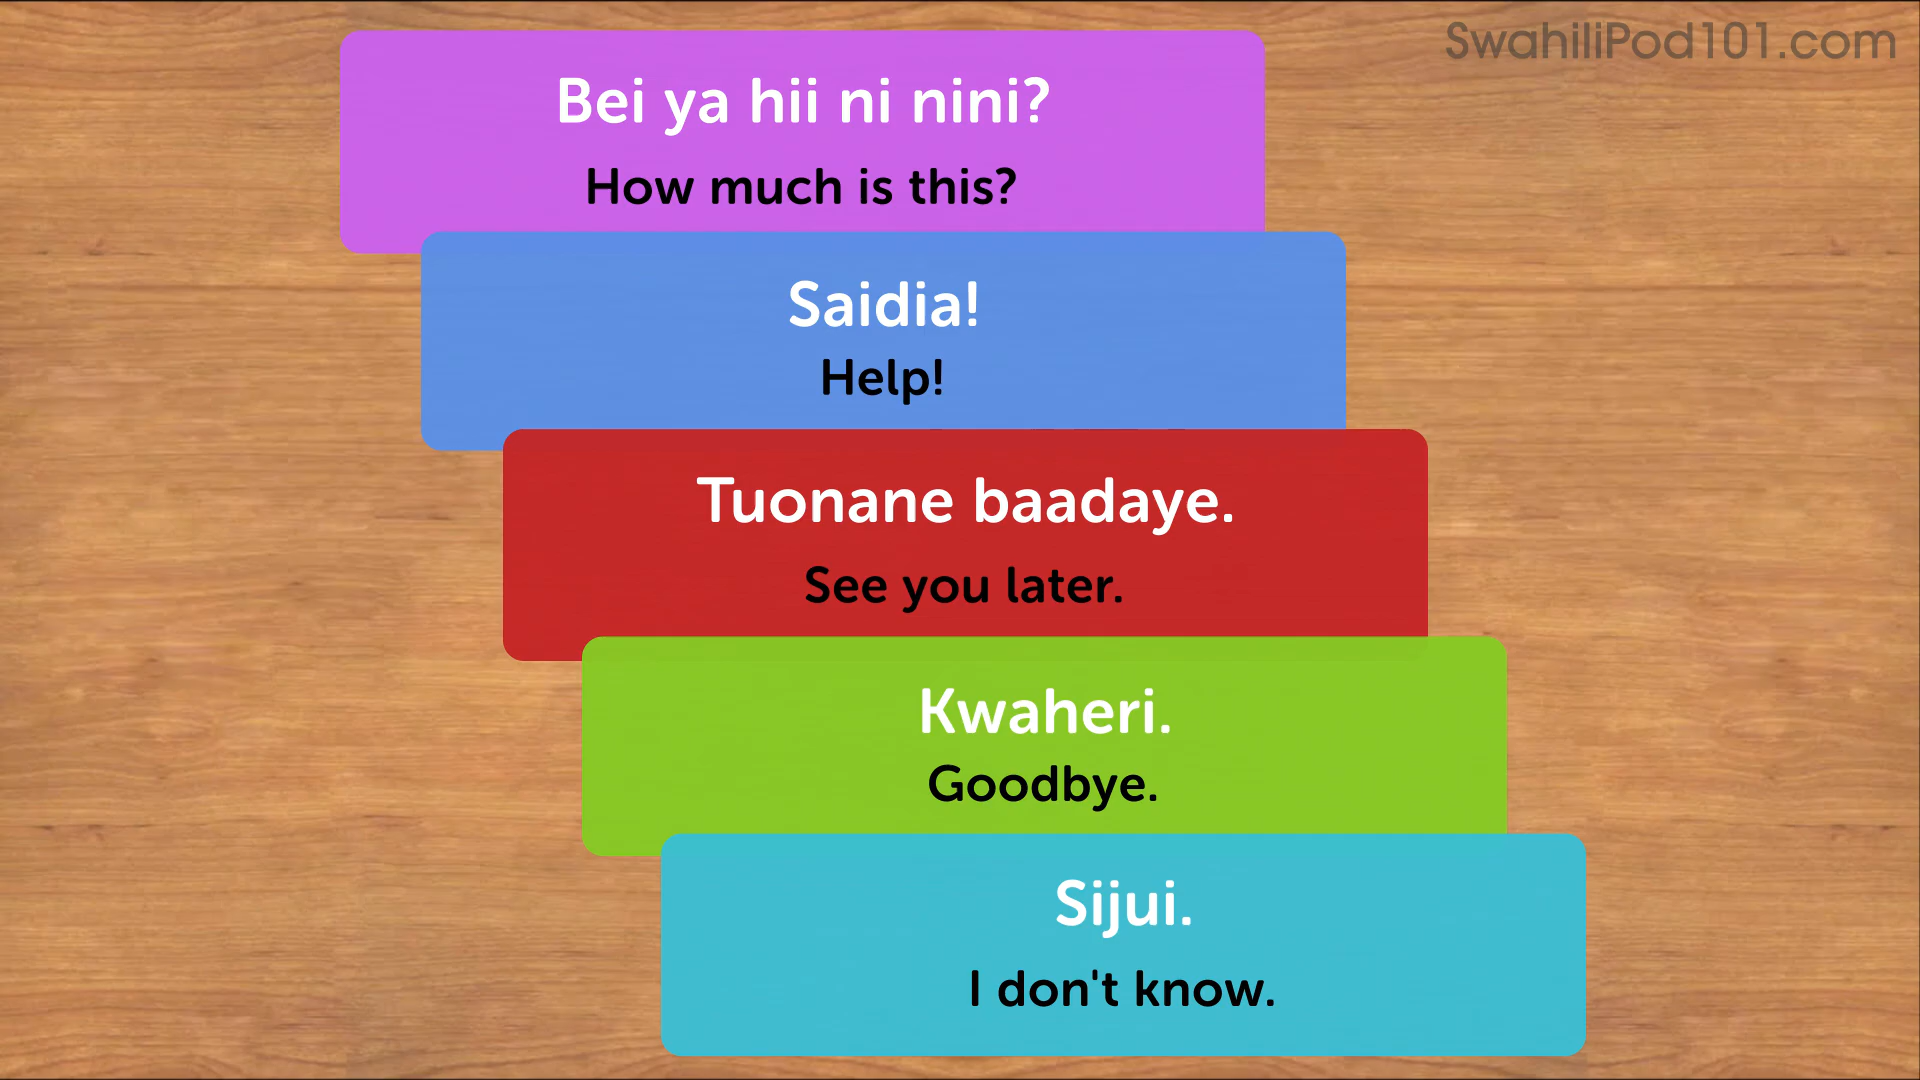 SwahiliPod101.com
Bei ya hii ni nini?
How much is this?
Saidia!
Help!
Tuonane baadaye.
See you later.
Kwaheri.
Goodbye.
Sijui.
I don't know.